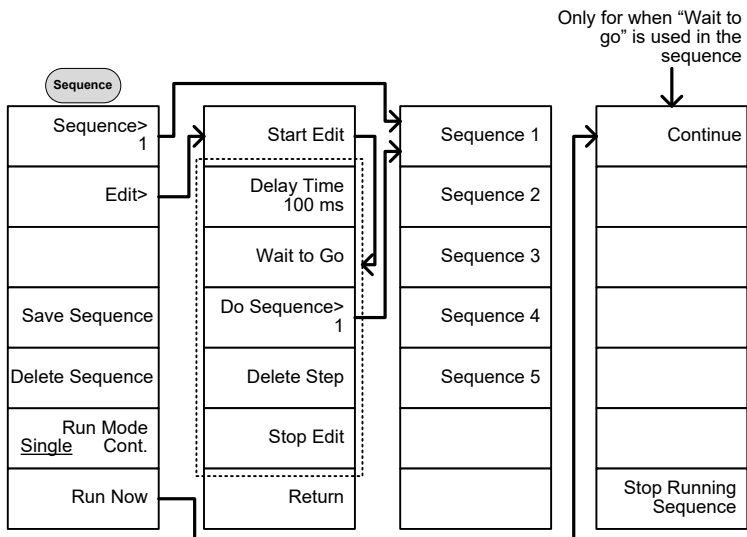 Only for when “Wait to
go” is used in the
sequence
Sequence
Sequence>
1
Edit>
Save Sequence
Delete Sequence
Run Mode
Single Cont.
Run Now
Start Edit
Delay Time
100 ms
Wait to Go
Do Sequence>
1
Delete Step
Stop Edit
Return
Sequence 1
Sequence 2
Sequence 3
Sequence 4
Sequence 5
Continue
Stop Running
Sequence